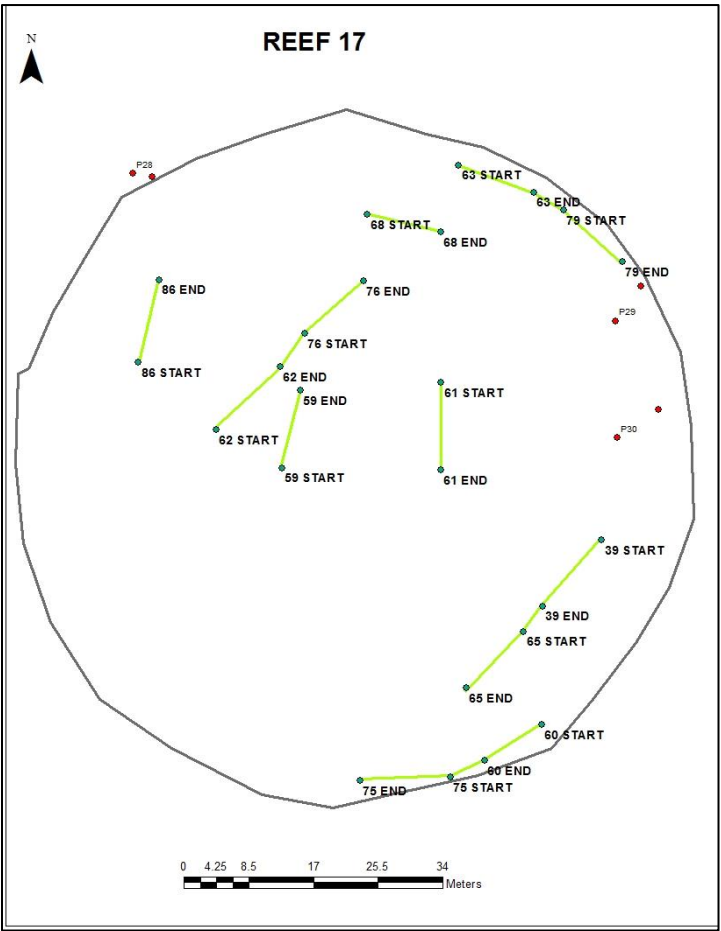 REEF 17
N
P28
63 START
63 END
79 START
68 START
68 END
79 END
86 END
76 END
P29
76 START
86 START
62 END
59 END
61 START
62 START
P30
59 START
61 END
39 START
39 END
65 START
65 END
60 START
60 END
75 END
75 START
0 4.25 8.5 17 25.5 34
Meters